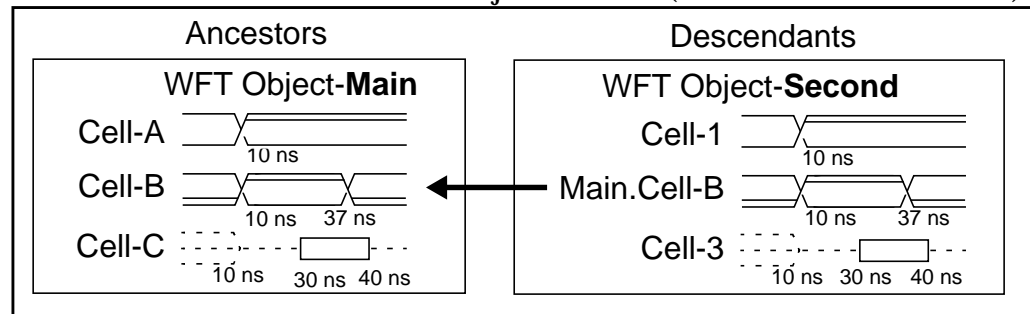 Ancestors
Descendants
WFT Object-Main
Cell-A
10 ns
Cell-B
10 ns 37 ns
Cell-C
10 ns 30 ns 40 ns
WFT Object-Second
Cell-1
10 ns
Main.Cell-B
10 ns 37 ns
Cell-3
10 ns 30 ns 40 ns